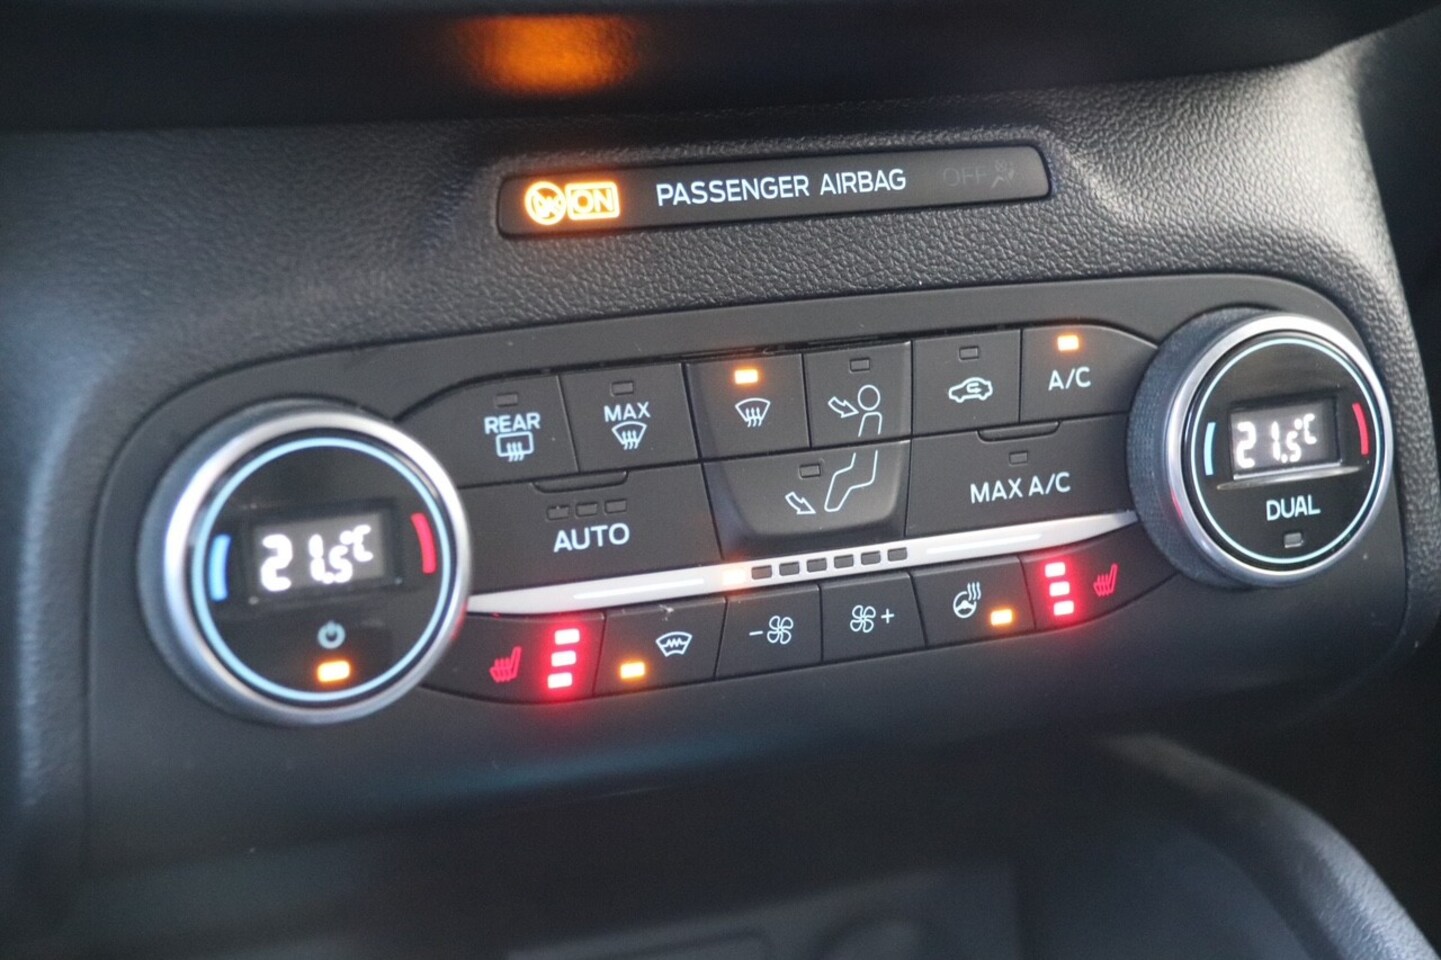 ON PASSENGER AIRBAG OFF
REAR
MAX
A/C
AUTO
MAX A/C
21.5°C
21.5°C
DUAL
- +